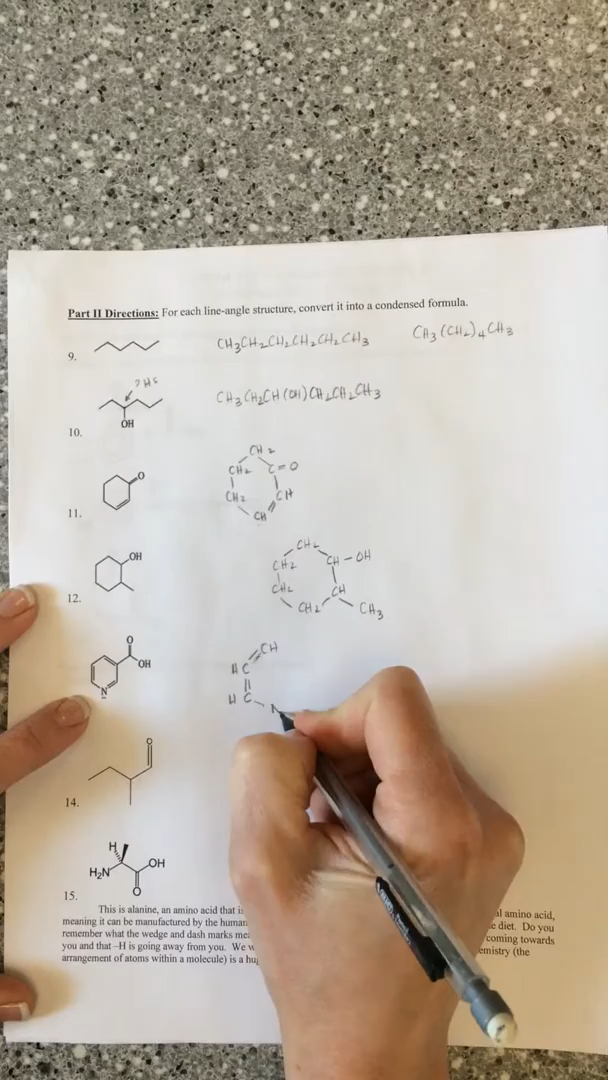 Part II Directions: For each line-angle structure, convert it into a condensed formula.
9. CH3CH2CH2CH2CH2CH3 CH3(CH2)4CH3
10. OH CH3CH2CH(OH)CH2CH2CH3
11. O
CH2
CH2 C=O
CH2 CH
CH
12. OH
CH2
CH2 CH-OH
CH2 CH
CH2 CH3
O
OH
N
CH
HC
HC
14. O
15. H
H2N OH
O
This is alanine, an amino acid that
al amino acid,
meaning it can be manufactured by the human
diet. Do you
remember what the wedge and dash marks
coming towards
you and that –H is going away from you. We
arrangement of atoms within a molecule) is a
(the